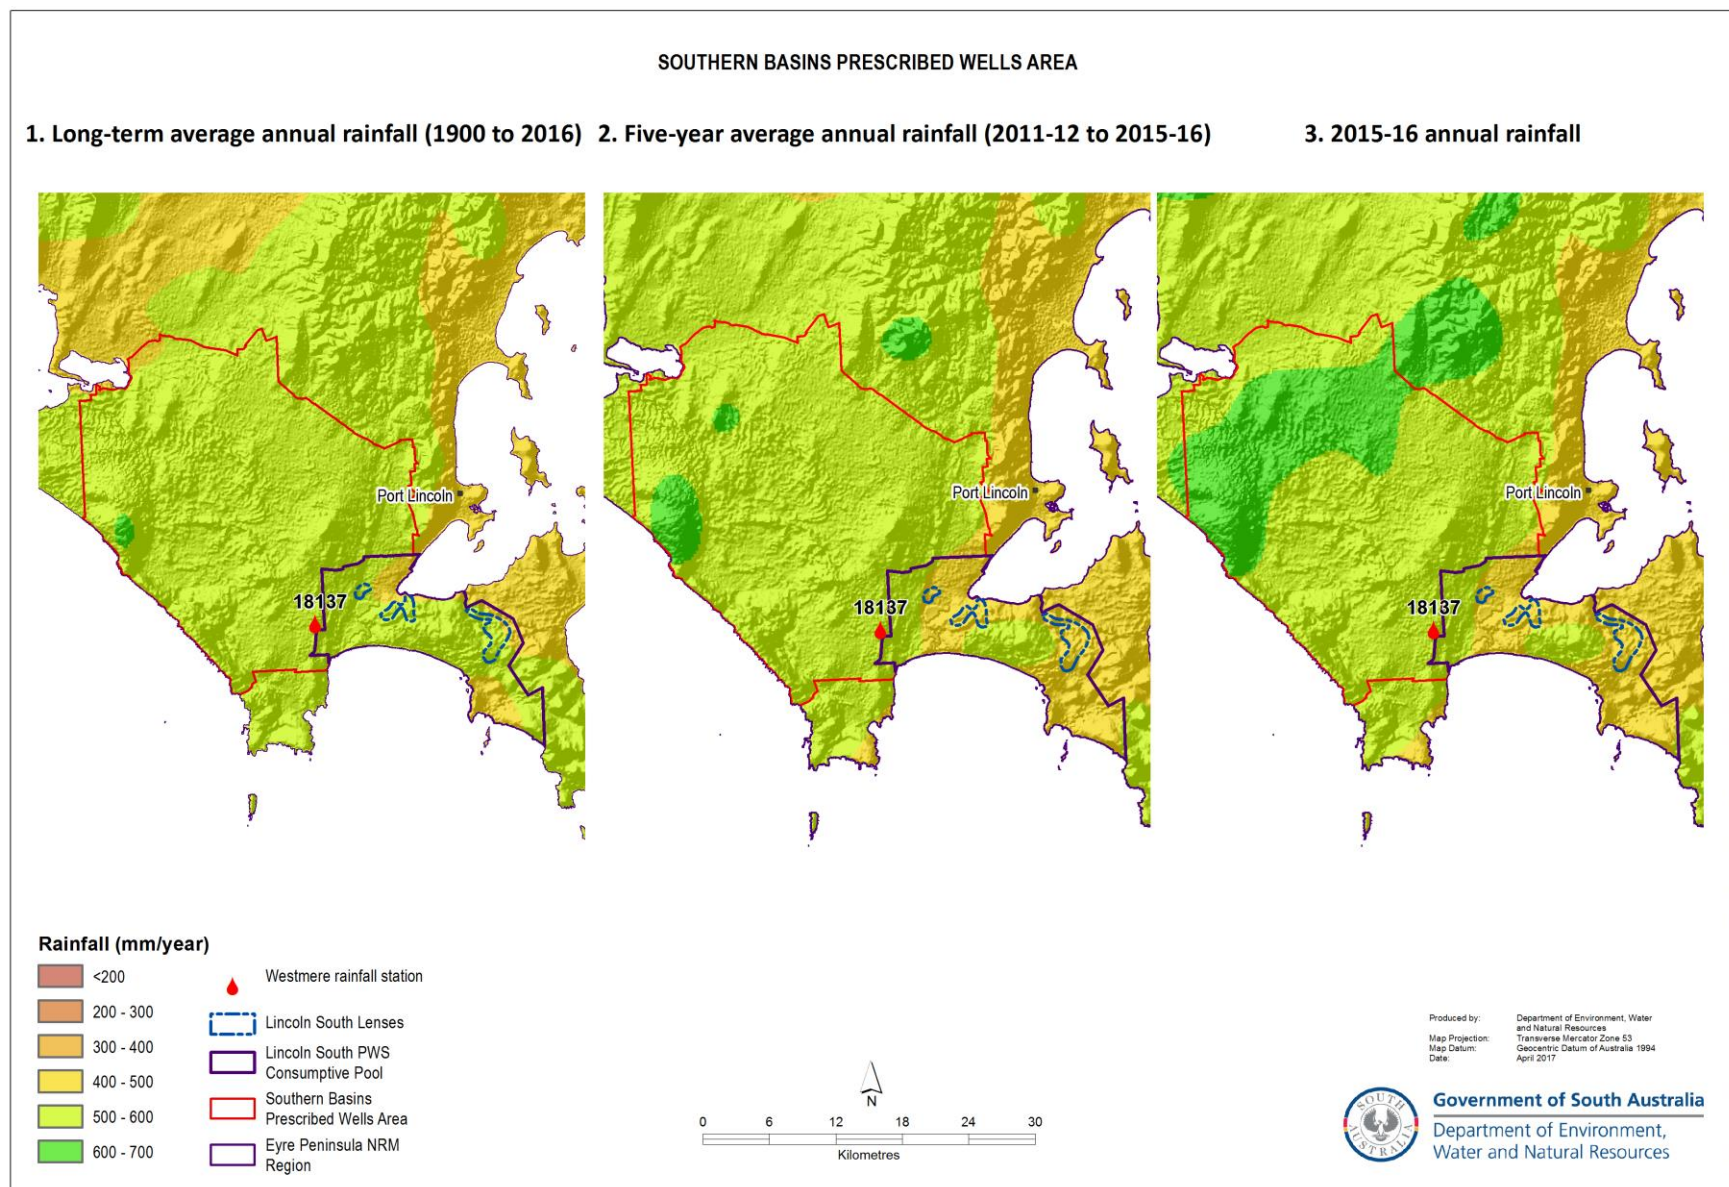 SOUTHERN BASINS PRESCRIBED WELLS AREA
1. Long-term average annual rainfall (1900 to 2016)
2. Five-year average annual rainfall (2011-12 to 2015-16)
3. 2015-16 annual rainfall
Port Lincoln
18137
Port Lincoln
18137
Port Lincoln
18137
Rainfall (mm/year)
<200
200 - 300
300 - 400
400 - 500
500 - 600
600 - 700
Westmere rainfall station
Lincoln South Lenses
Lincoln South PWS
Consumptive Pool
Southern Basins
Prescribed Wells Area
Eyre Peninsula NRM
Region
N
0 6 12 18 24 30
Kilometres
Produced by: Department of Environment, Water
and Natural Resources
Map Projection: Transverse Mercator Zone 53
Map Datum: Geocentric Datum of Australia 1994
Date: April 2017
SOUTH
AUSTRALIA
Government of South Australia
Department of Environment,
Water and Natural Resources